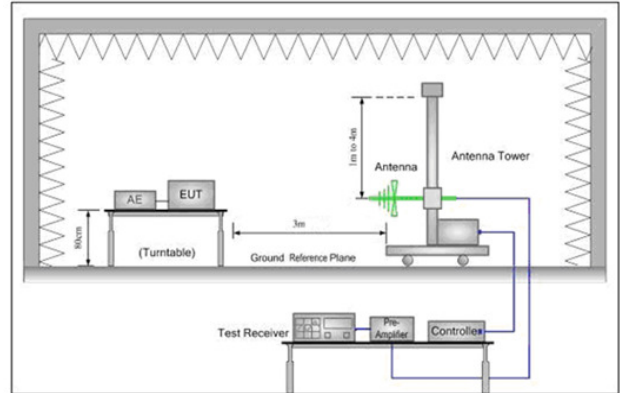 1m to 4m
Antenna
Antenna Tower
AE
EUT
80cm
(Turntable)
3m
Ground Reference Plane
Test Receiver
Pre-
Amplifier
Controller